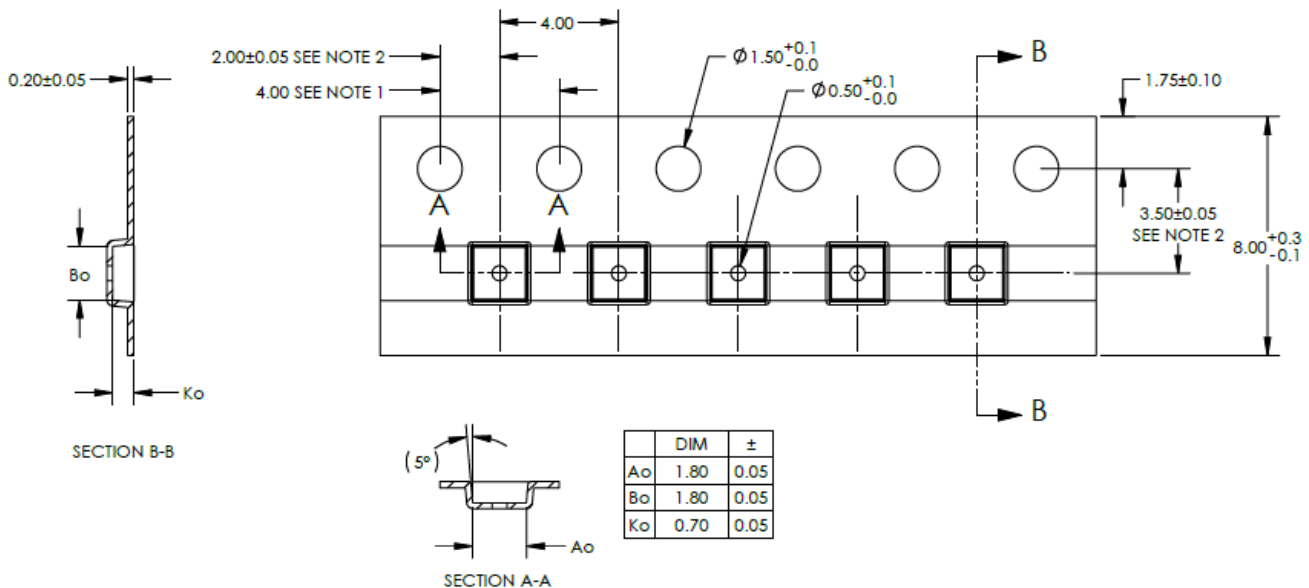 4.00
2.00±0.05 SEE NOTE 2
4.00 SEE NOTE 1
0.20±0.05
Ø1.50 +0.1 -0.0
Ø0.50 +0.1 -0.0
B
1.75±0.10
A A
3.50±0.05
SEE NOTE 2
8.00 +0.3 -0.1
Bo
Ko
B
SECTION B-B
(5°)
Ao
SECTION A-A
DIM ±
Ao 1.80 0.05
Bo 1.80 0.05
Ko 0.70 0.05